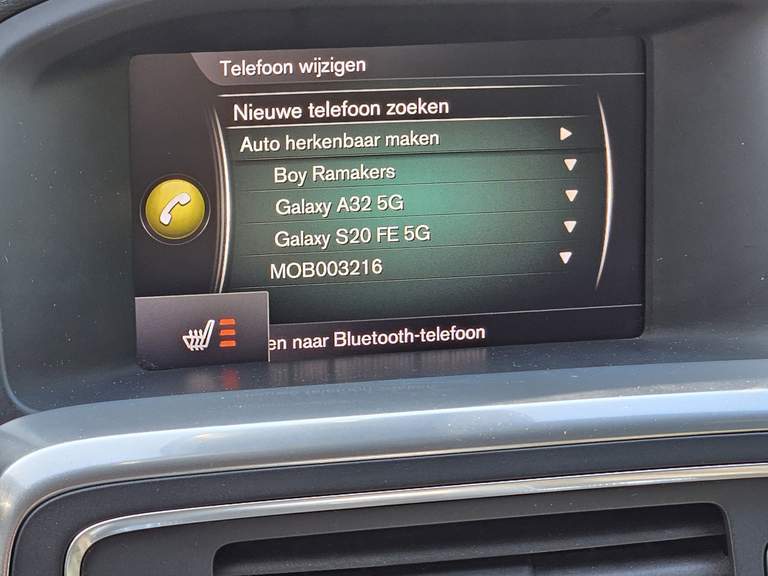 Telefoon wijzigen
Nieuwe telefoon zoeken
Auto herkenbaar maken
Boy Ramakers
Galaxy A32 5G
Galaxy S20 FE 5G
MOB003216
en naar Bluetooth-telefoon